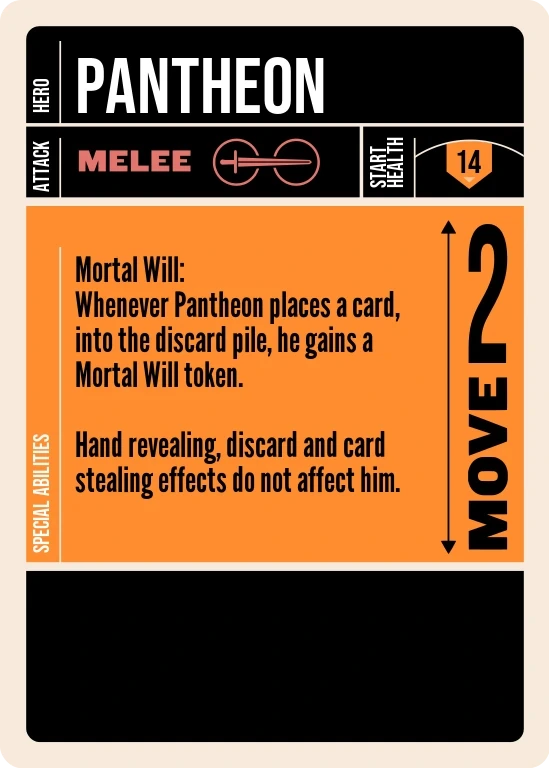 HERO
PANTHEON
ATTACK
MELEE
START
HEALTH
14
SPECIAL ABILITIES
Mortal Will:
Whenever Pantheon places a card,
into the discard pile, he gains a
Mortal Will token.
Hand revealing, discard and card
stealing effects do not affect him.
MOVE 2